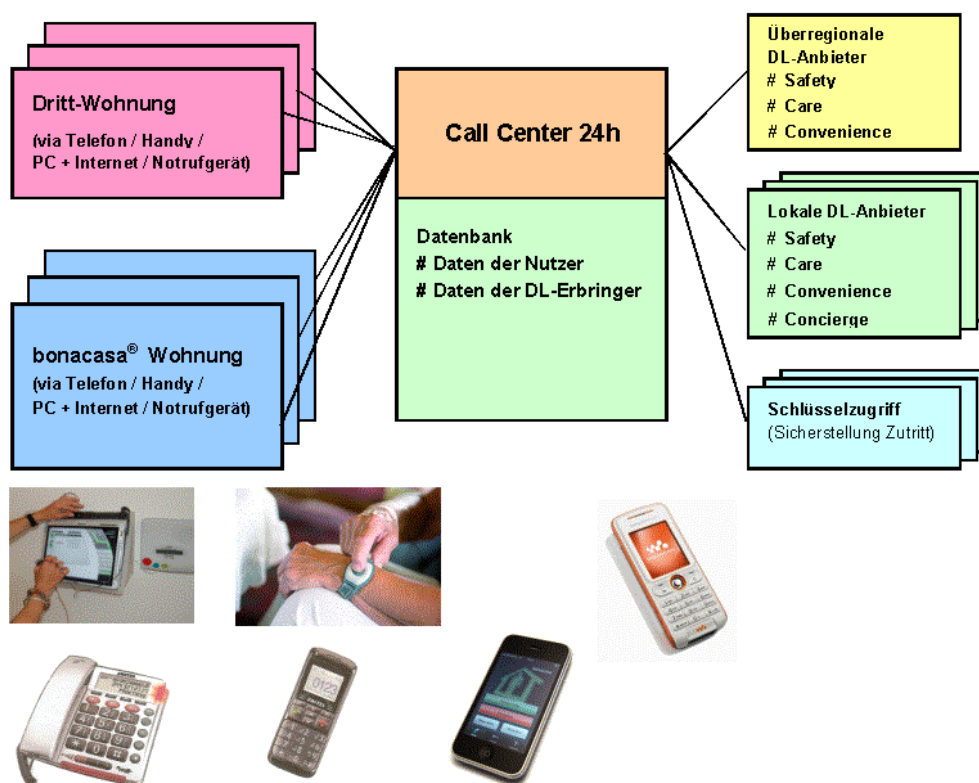 Dritt-Wohnung
(via Telefon / Handy /
PC + Internet / Notrufgerät)
bonacasa® Wohnung
(via Telefon / Handy /
PC + Internet / Notrufgerät)
Call Center 24h
Datenbank
# Daten der Nutzer
# Daten der DL-Erbringer
Überregionale
DL-Anbieter
# Safety
# Care
# Convenience
Lokale DL-Anbieter
# Safety
# Care
# Convenience
# Concierge
Schlüsselzugriff
(Sicherstellung Zutritt)
0123